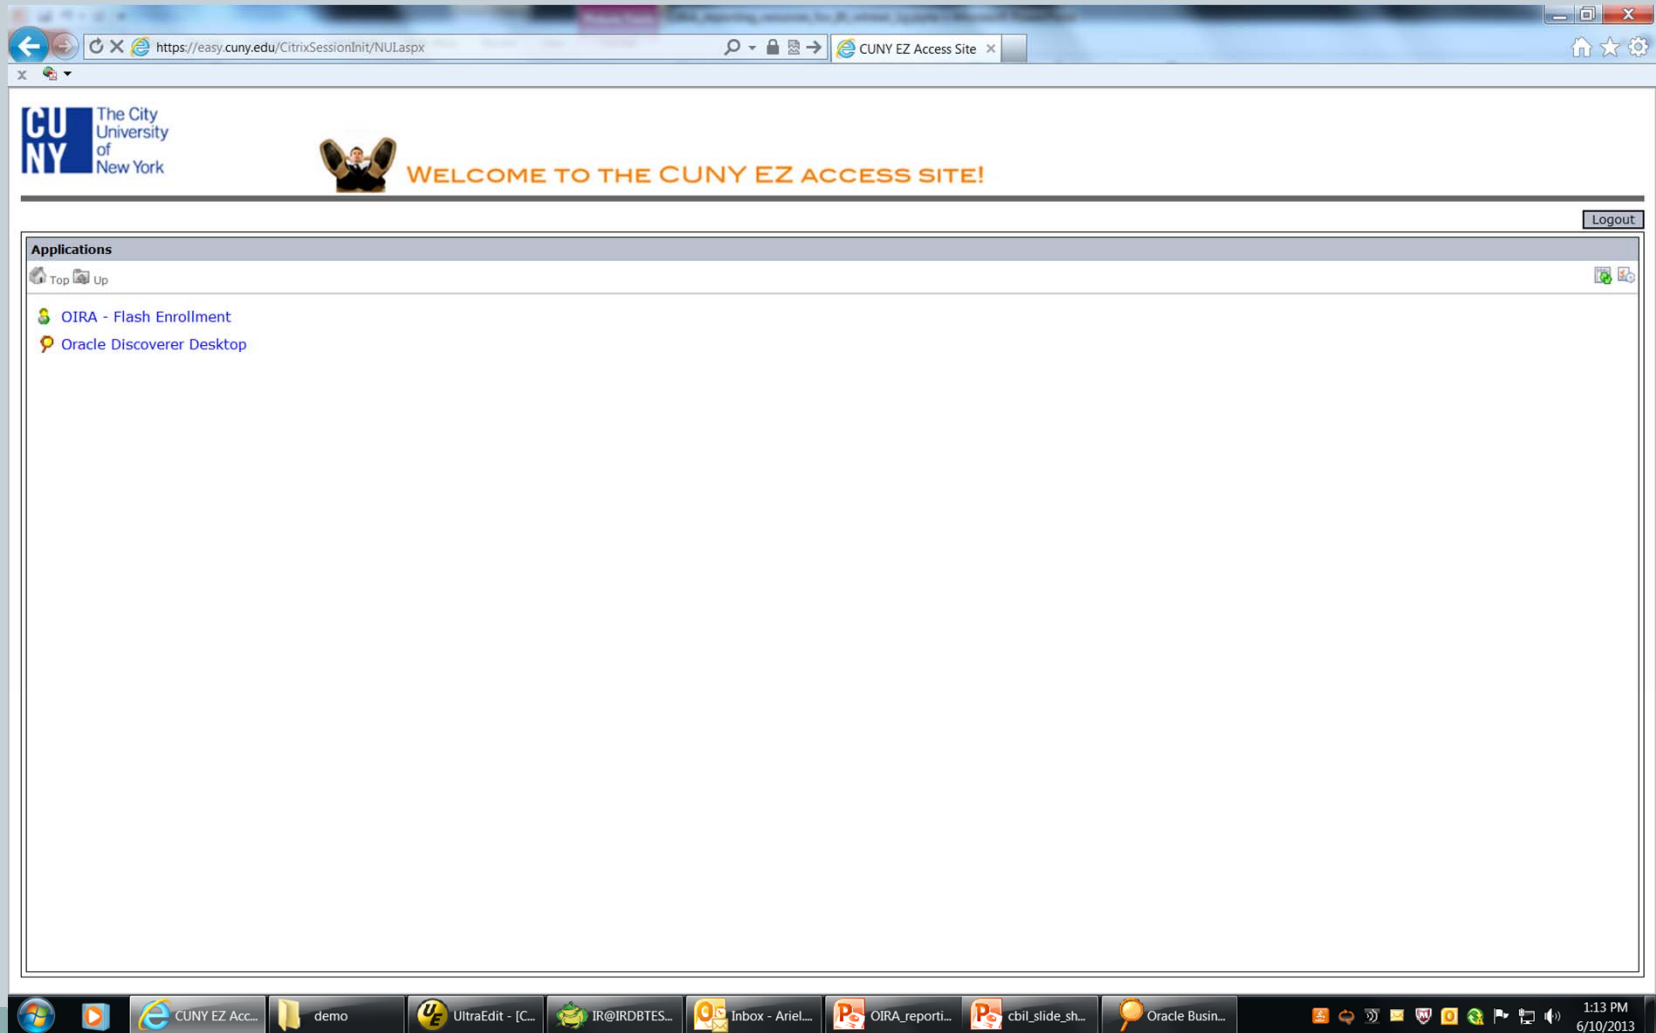 https://easy.cuny.edu/CitrixSessionInit/NUI.aspx
CUNY EZ Access Site
x
CU
NY
The City
University
of
New York
WELCOME TO THE CUNY EZ ACCESS SITE!
Logout
Applications
Top Up
OIRA - Flash Enrollment
Oracle Discoverer Desktop
CUNY EZ Acc...
demo
UltraEdit - [C...
IR@IRDBTES...
Inbox - Ariel....
OIRA_reporti...
cbil_slide_sh...
Oracle Busin...
1:13 PM
6/10/2013